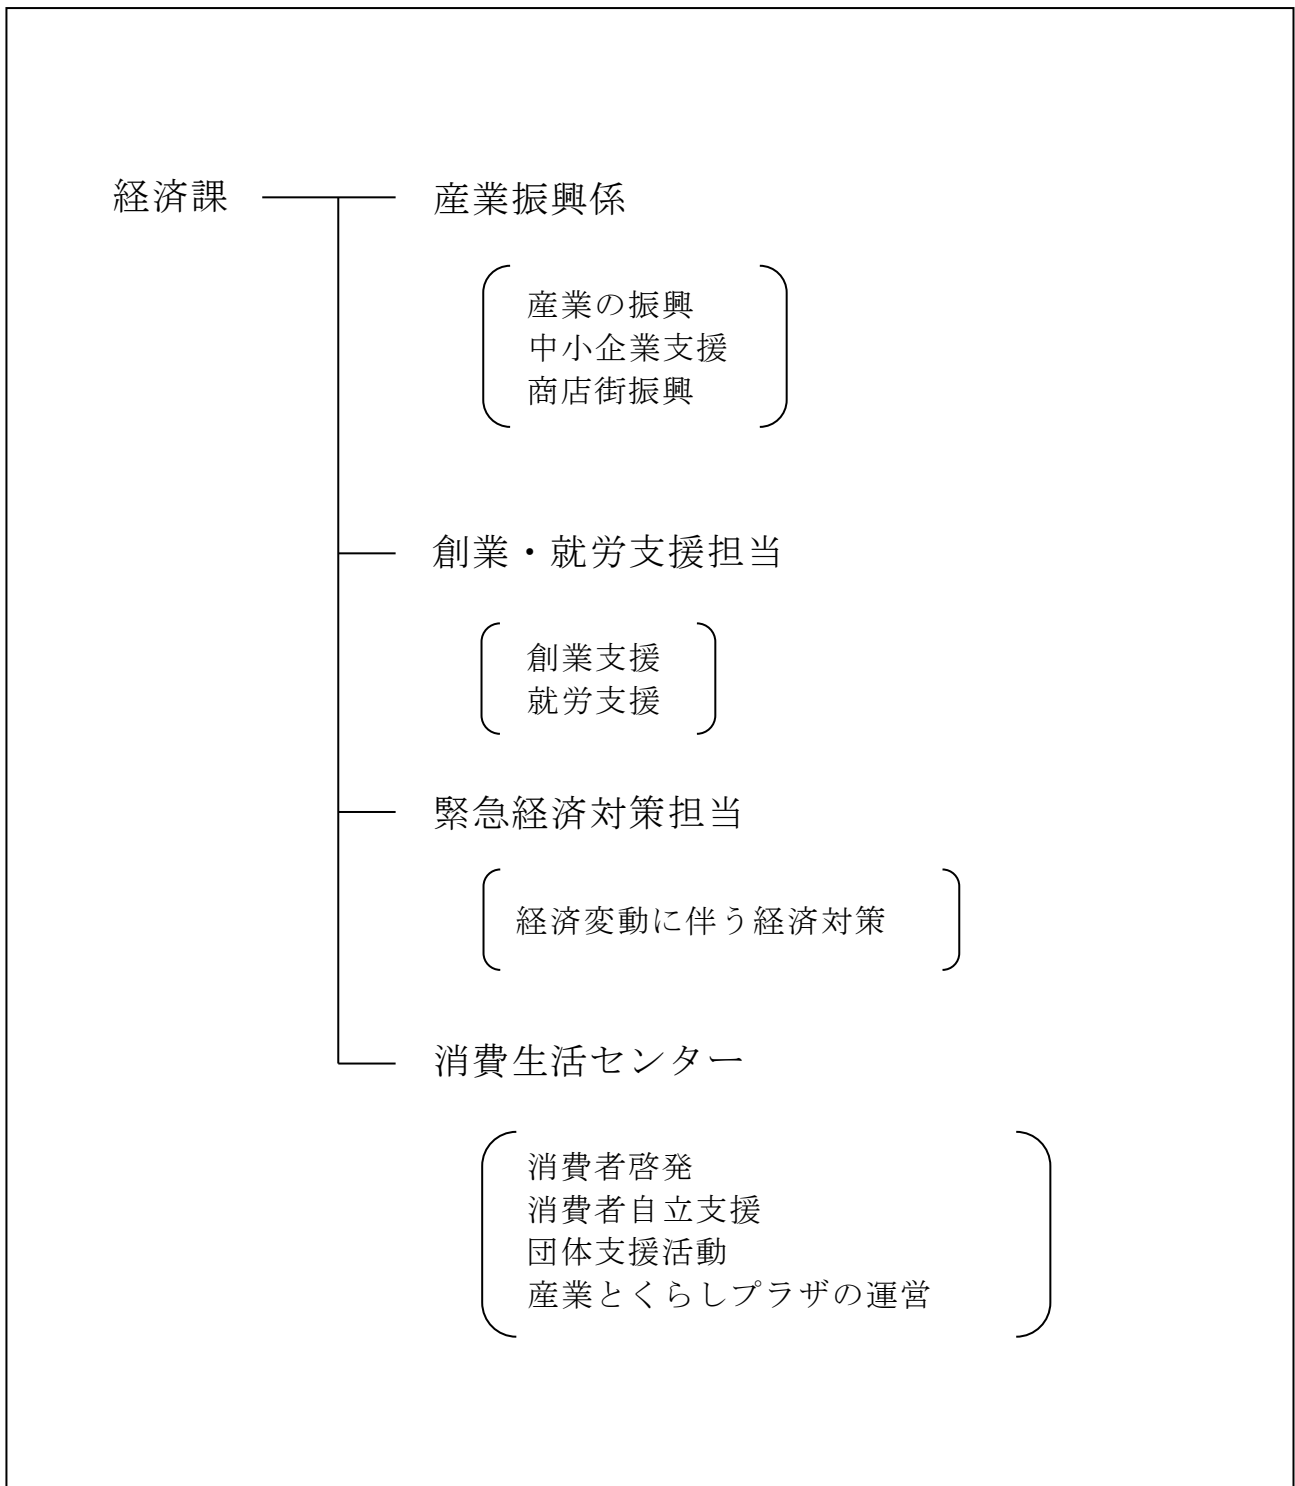 経済課
産業振興係
産業の振興
中小企業支援
商店街振興
創業・就労支援担当
創業支援
就労支援
緊急経済対策担当
経済変動に伴う経済対策
消費生活センター
消費者啓発
消費者自立支援
団体支援活動
産業とくらしプラザの運営